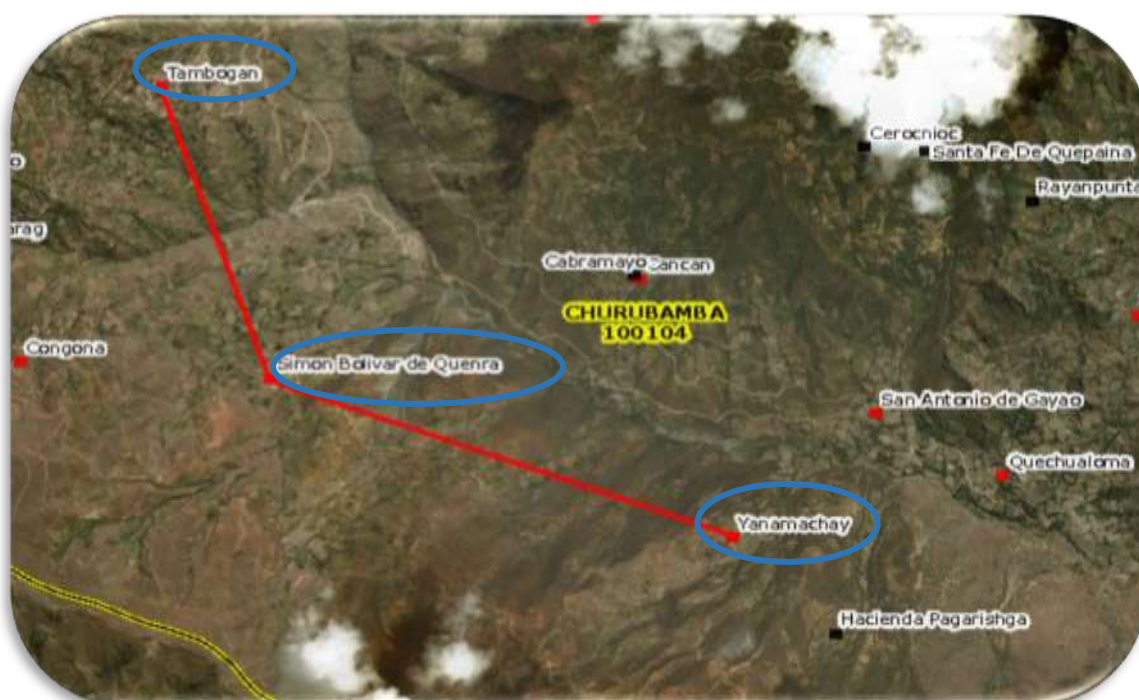 Tambogan
Cerocnioc
Santa Fe De Quepaina
Rayanpunta
arag
Cabramayo
Cancan
CHURUBAMBA
100104
Congona
Simon Bolivar de Quenra
San Antonio de Gayao
Quechualoma
Yanamachay
Hacienda Pagarishga